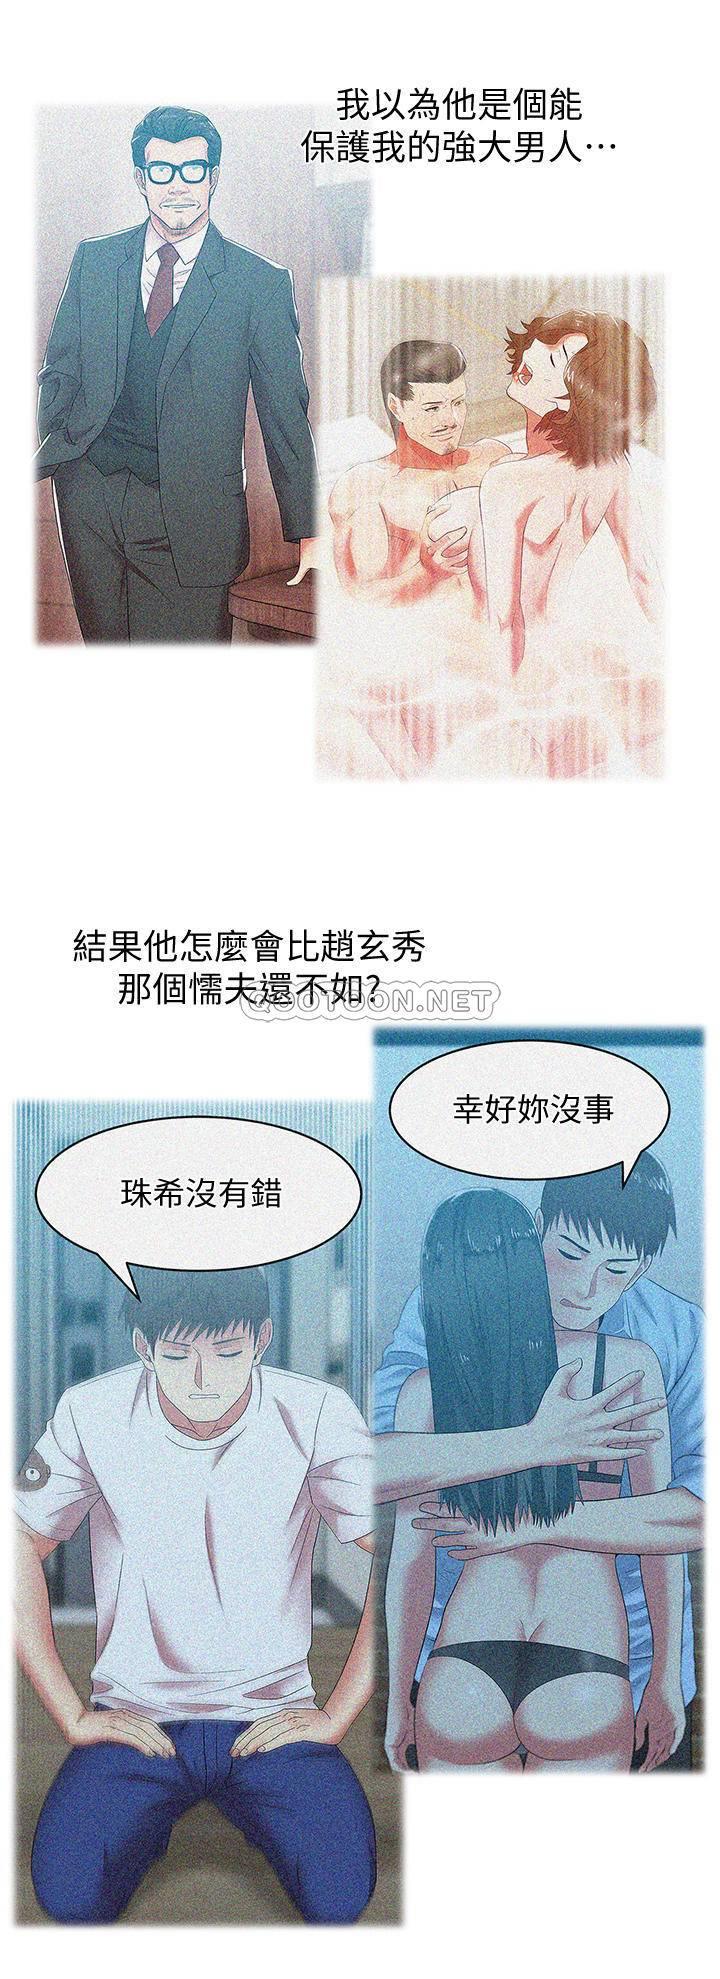 我以為他是個能
保護我的強大男人⋯
結果他怎麼會比趙玄秀
那個懦夫還不如?
QOOTOON.NET
幸好妳沒事
珠希沒有錯